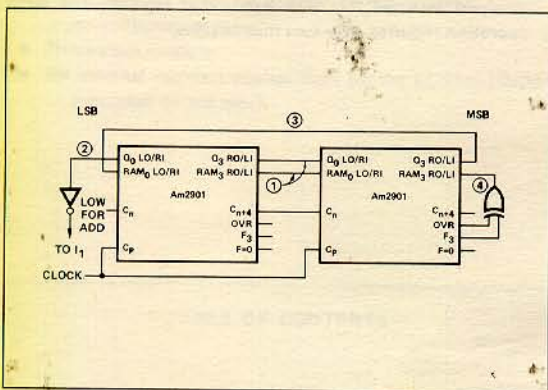 LSB
MSB
③
②
Q₀ LO/RI
Q₃ RO/LI
RAM₀ LO/RI
RAM₃ RO/LI
Am2901
①
Q₀ LO/RI
Q₃ RO/LI
RAM₀ LO/RI
RAM₃ RO/LI
Am2901
④
LOW
FOR
ADD
Cₙ
Cₙ₊₄
OVR
F₃
F=0
Cₚ
Cₙ
Cₙ₊₄
OVR
F₃
F=0
Cₚ
TO I₁
CLOCK